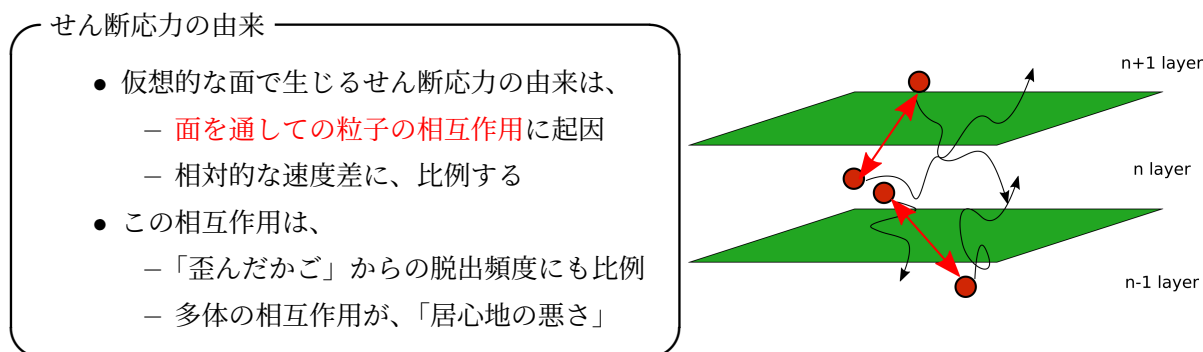 せん断応力の由来
• 仮想的な面で生じるせん断応力の由来は、
– 面を通しての粒子の相互作用に起因
– 相対的な速度差に、比例する
• この相互作用は、
–「歪んだかご」からの脱出頻度にも比例
– 多体の相互作用が、「居心地の悪さ」
n+1 layer
n layer
n-1 layer